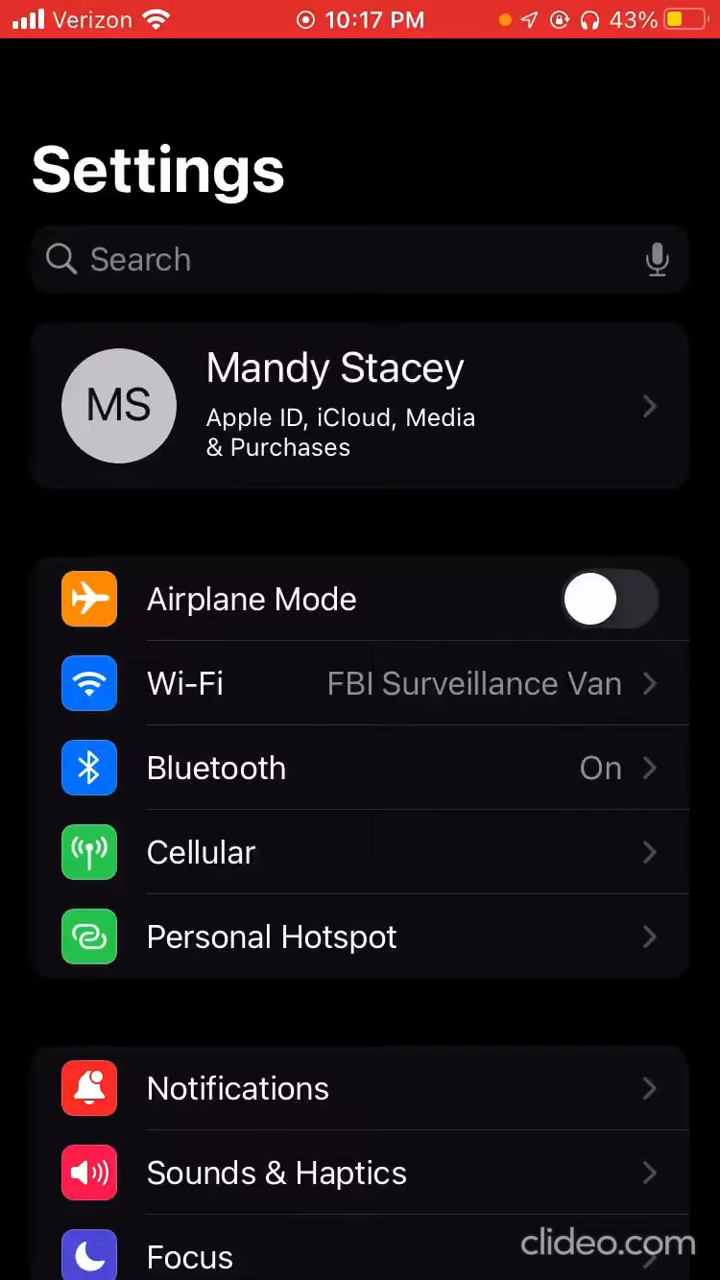 Verizon 10:17 PM 43%
Settings
Search
MS
Mandy Stacey
Apple ID, iCloud, Media
& Purchases
Airplane Mode
Wi-Fi FBI Surveillance Van
Bluetooth On
Cellular
Personal Hotspot
Notifications
Sounds & Haptics
Focus
clideo.com